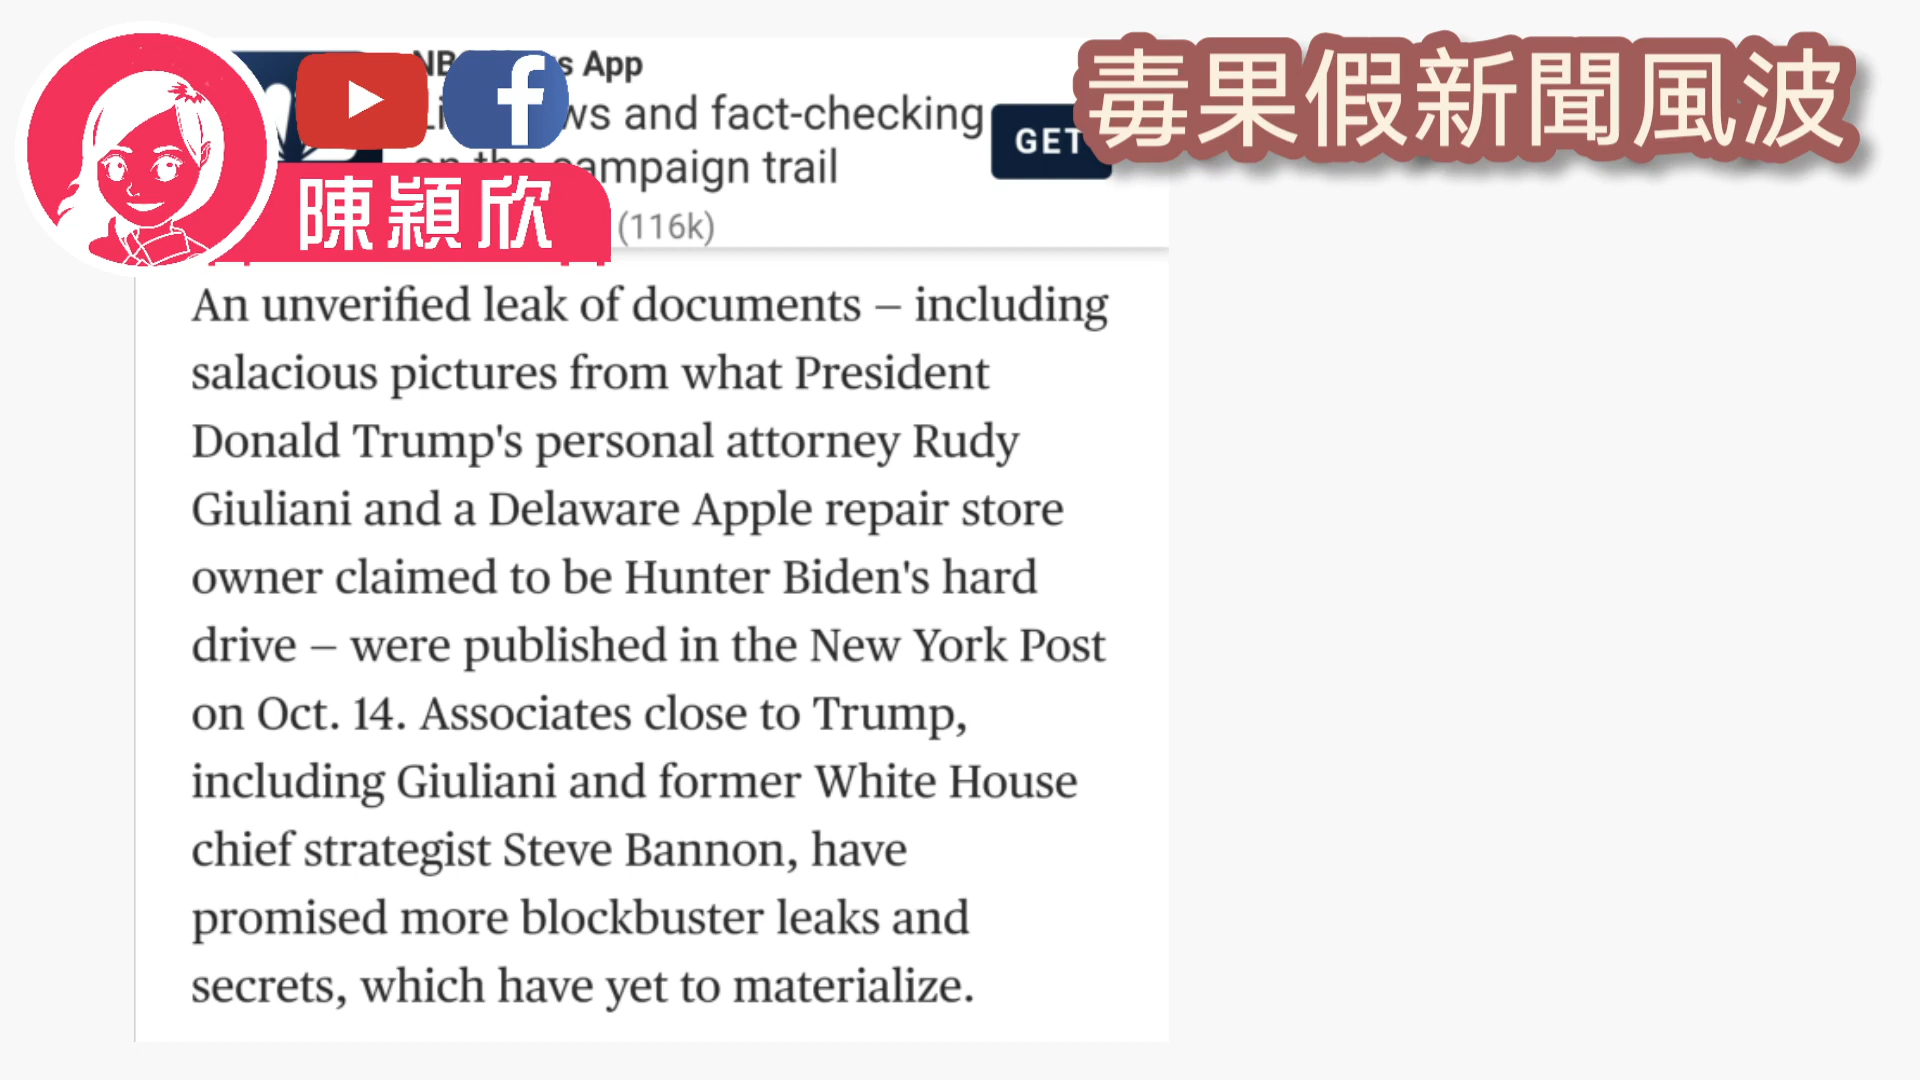 毒果假新聞風波
s App
ws and fact-checking
campaign trail
GET
(116k)
陳穎欣
An unverified leak of documents – including
salacious pictures from what President
Donald Trump's personal attorney Rudy
Giuliani and a Delaware Apple repair store
owner claimed to be Hunter Biden's hard
drive – were published in the New York Post
on Oct. 14. Associates close to Trump,
including Giuliani and former White House
chief strategist Steve Bannon, have
promised more blockbuster leaks and
secrets, which have yet to materialize.